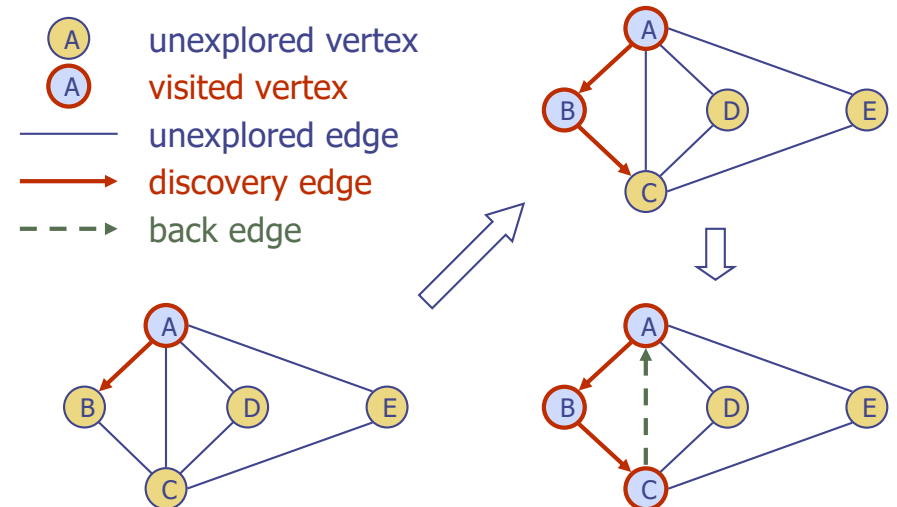 A unexplored vertex
A visited vertex
unexplored edge
discovery edge
back edge
A
B
D
E
C
A
B
D
E
C
A
B
D
E
C